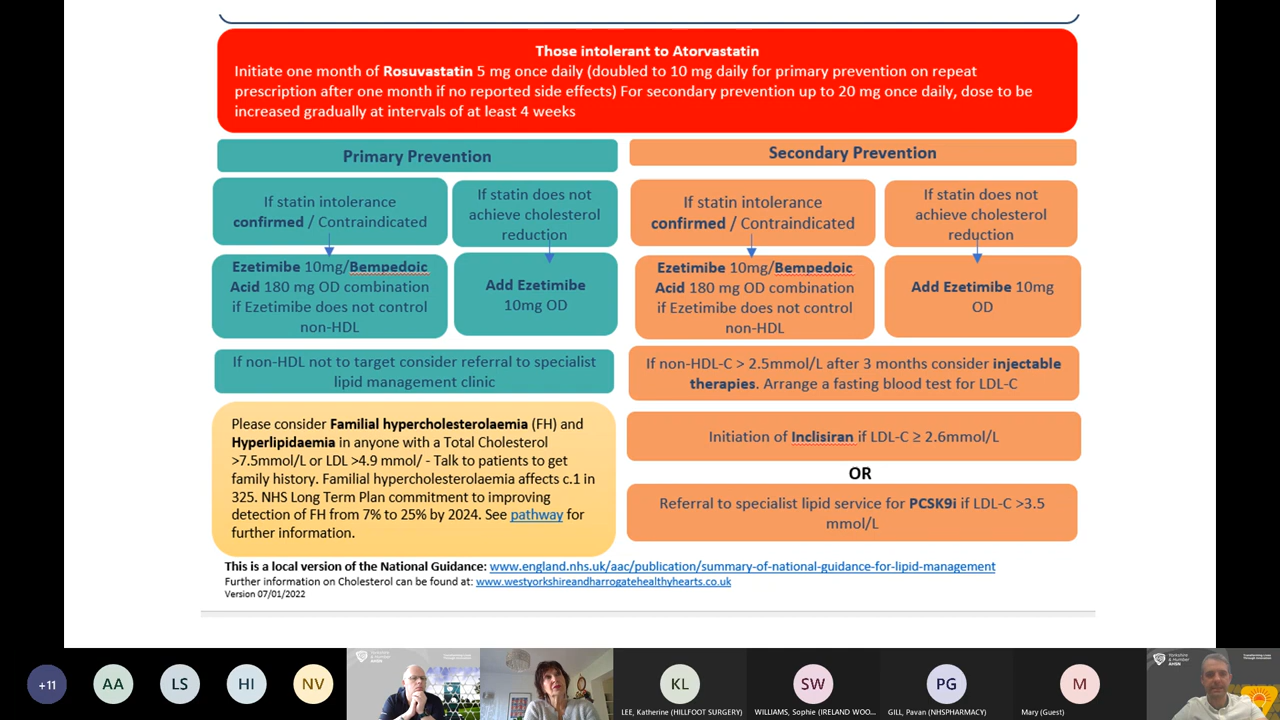 Those intolerant to Atorvastatin
Initiate one month of Rosuvastatin 5 mg once daily (doubled to 10 mg daily for primary prevention on repeat
prescription after one month if no reported side effects) For secondary prevention up to 20 mg once daily, dose to be
increased gradually at intervals of at least 4 weeks
Primary Prevention
If statin intolerance
confirmed / Contraindicated
If statin does not
achieve cholesterol
reduction
Ezetimibe 10mg/Bempedoic
Acid 180 mg OD combination
if Ezetimibe does not control
non-HDL
Add Ezetimibe
10mg OD
If non-HDL not to target consider referral to specialist
lipid management clinic
Please consider Familial hypercholesterolaemia (FH) and
Hyperlipidaemia in anyone with a Total Cholesterol
>7.5mmol/L or LDL >4.9 mmol/ - Talk to patients to get
family history. Familial hypercholesterolaemia affects c.1 in
325. NHS Long Term Plan commitment to improving
detection of FH from 7% to 25% by 2024. See pathway for
further information.
Secondary Prevention
If statin intolerance
confirmed / Contraindicated
If statin does not
achieve cholesterol
reduction
Ezetimibe 10mg/Bempedoic
Acid 180 mg OD combination
if Ezetimibe does not control
non-HDL
Add Ezetimibe 10mg
OD
If non-HDL-C > 2.5mmol/L after 3 months consider injectable
therapies. Arrange a fasting blood test for LDL-C
Initiation of Inclisiran if LDL-C ≥ 2.6mmol/L
OR
Referral to specialist lipid service for PCSK9i if LDL-C >3.5
mmol/L
This is a local version of the National Guidance: www.england.nhs.uk/aac/publication/summary-of-national-guidance-for-lipid-management
Further information on Cholesterol can be found at: www.westyorkshireandharrogatehealthyhearts.co.uk
Version 07/01/2022
+11
AA
LS
HI
NV
Yorkshire
& Humber
AHSN
KL
LEE, Katherine (HILLFOOT SURGERY)
SW
WILLIAMS, Sophie (IRELAND WOO...
PG
GILL, Pavan (NHSPHARMACY)
M
Mary (Guest)
Yorkshire
& Humber
AHSN